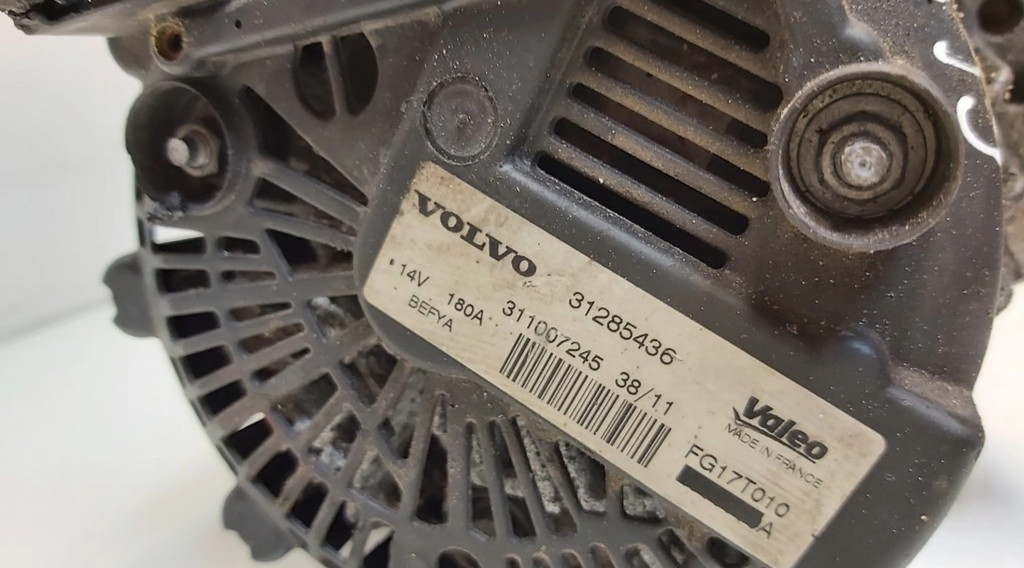 VOLVO 31285436
14V 180A 311007245 38/11
BEFYA
Valeo
MADE IN FRANCE
FG17T010
A